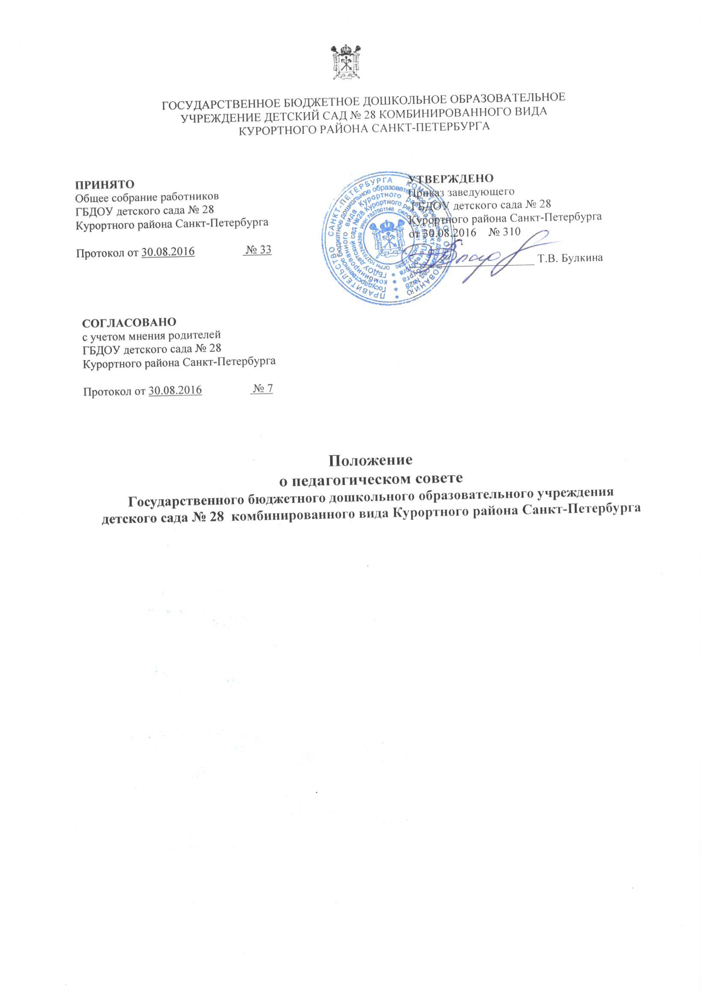 ГОСУДАРСТВЕННОЕ БЮДЖЕТНОЕ ДОШКОЛЬНОЕ ОБРАЗОВАТЕЛЬНОЕ
УЧРЕЖДЕНИЕ ДЕТСКИЙ САД № 28 КОМБИНИРОВАННОГО ВИДА
КУРОРТНОГО РАЙОНА САНКТ-ПЕТЕРБУРГА
ПРИНЯТО
Общее собрание работников
ГБДОУ детского сада № 28
Курортного района Санкт-Петербурга
Протокол от 30.08.2016 № 33
УТВЕРЖДЕНО
Приказ заведующего
ГБДОУ детского сада № 28
Курортного района Санкт-Петербурга
от 30.08.2016 № 310
Т.В. Булкина
ПРАВИТЕЛЬСТВО САНКТ-ПЕТЕРБУРГА КОМИТЕТ ПО ОБРАЗОВАНИЮ
Государственное бюджетное дошкольное образовательное учреждение детский сад №28
комбинированного вида Курортного района Санкт-Петербурга
ГБДОУ детский сад №28 Курортного района Санкт-Петербурга
ОГРН 1027812404399 ИНН 7827001148 ОКПО
СОГЛАСОВАНО
с учетом мнения родителей
ГБДОУ детского сада № 28
Курортного района Санкт-Петербурга
Протокол от 30.08.2016 № 7
Положение
о педагогическом совете
Государственного бюджетного дошкольного образовательного учреждения
детского сада № 28 комбинированного вида Курортного района Санкт-Петербурга